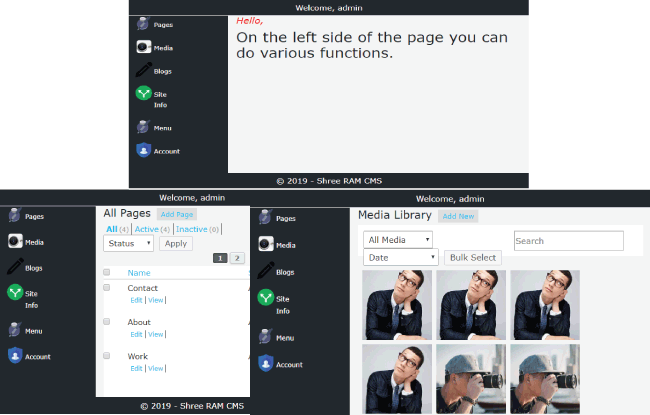 Welcome, admin
Pages
Media
Blogs
Site
Info
Menu
Account
Hello,
On the left side of the page you can
do various functions.
© 2019 - Shree RAM CMS
Welcome, admin
Pages
Media
Blogs
Site
Info
Menu
Account
All Pages Add Page
All (4) Active (4) Inactive (0)
Status Apply
1 2
Name
Contact
Edit View
About
Edit View
Work
Edit View
© 2019 - Shree RAM CMS
Welcome, admin
Pages
Media
Blogs
Site
Info
Menu
Account
Media Library Add New
All Media Search
Date Bulk Select